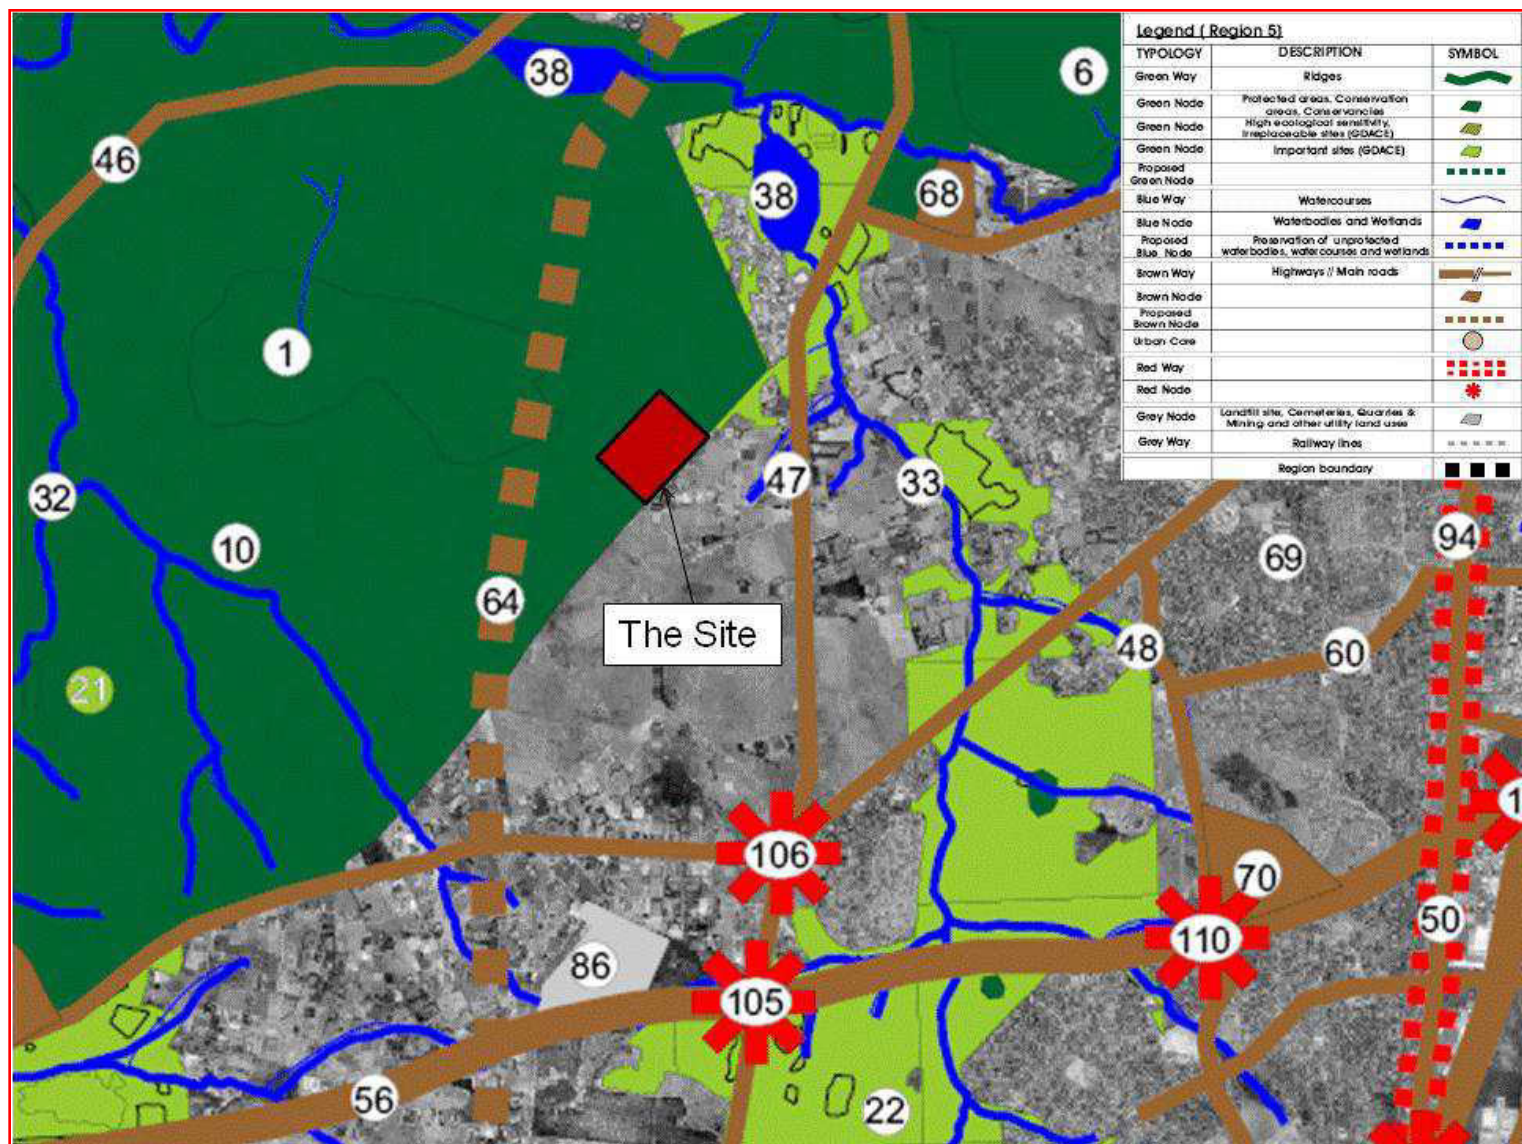 Legend ( Region 5)
TYPOLOGY DESCRIPTION SYMBOL
Green Way Ridges
Green Node Protected areas, Conservation
areas, Conservancies
Green Node High ecological sensitivity,
Irreplaceable sites (GDACE)
Green Node Important sites (GDACE)
Proposed
Green Node
Blue Way Watercourses
Blue Node Waterbodies and Wetlands
Proposed
Blue Node Preservation of unprotected
waterbodies, watercourses and wetlands
Brown Way Highways // Main roads
Brown Node
Proposed
Brown Node
Urban Core
Red Way
Red Node
Grey Node Landfill site, Cemeteries, Quarries &
Mining and other utility land uses
Grey Way Railway lines
Region boundary
38
6
46
38
68
1
47
33
32
10
94
69
64
The Site
48
60
21
1
106
70
110
50
86
105
56
22